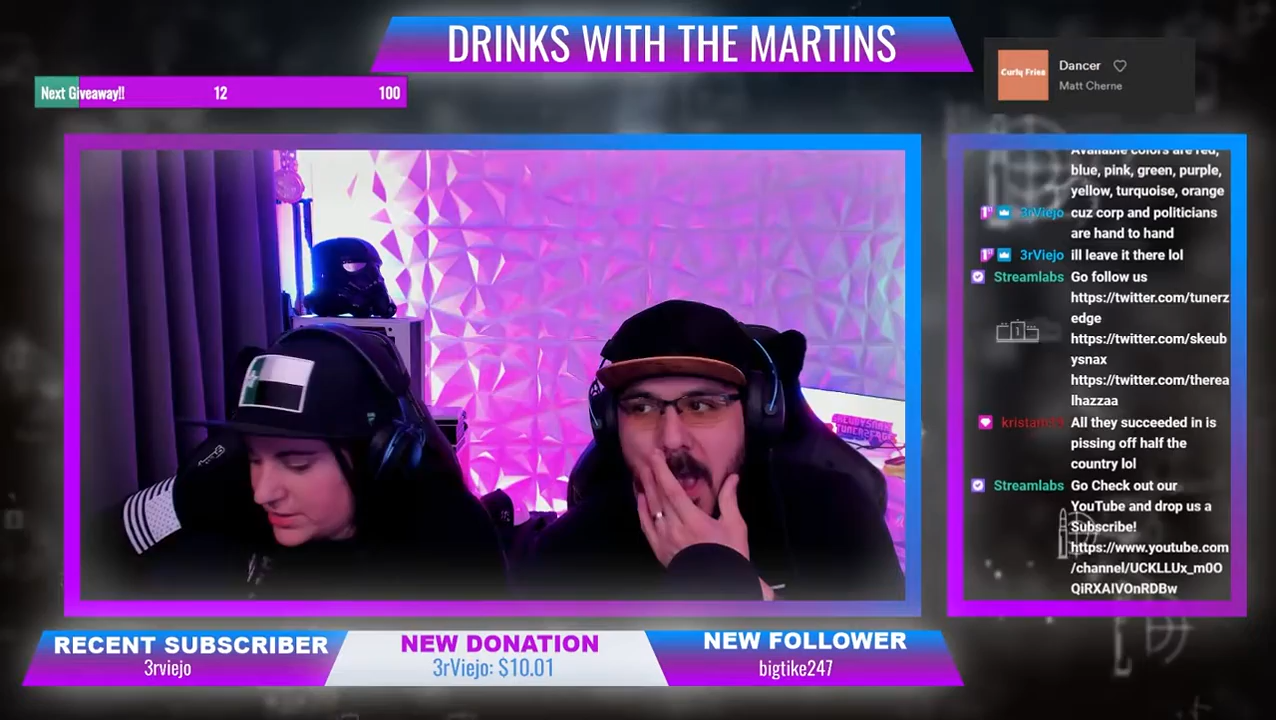 DRINKS WITH THE MARTINS
Next Giveaway!!
12
100
Curly Fries
Dancer
Matt Cherne
Available colors are red,
blue, pink, green, purple,
yellow, turquoise, orange
3rViejo cuz corp and politicians
are hand to hand
3rViejo ill leave it there lol
Streamlabs Go follow us
https://twitter.com/tunerz
edge
https://twitter.com/skeub
ysnax
https://twitter.com/therea
lhazzaa
All they succeeded in is
pissing off half the
country lol
Streamlabs Go Check out our
YouTube and drop us a
Subscribe!
https://www.youtube.com
/channel/UCKLLUx_m0O
QiRXAIVOnRDBw
SKEUBYSNAX
TUNERZEDGE
RECENT SUBSCRIBER
3rviejo
NEW DONATION
3rViejo: $10.01
NEW FOLLOWER
bigtike247